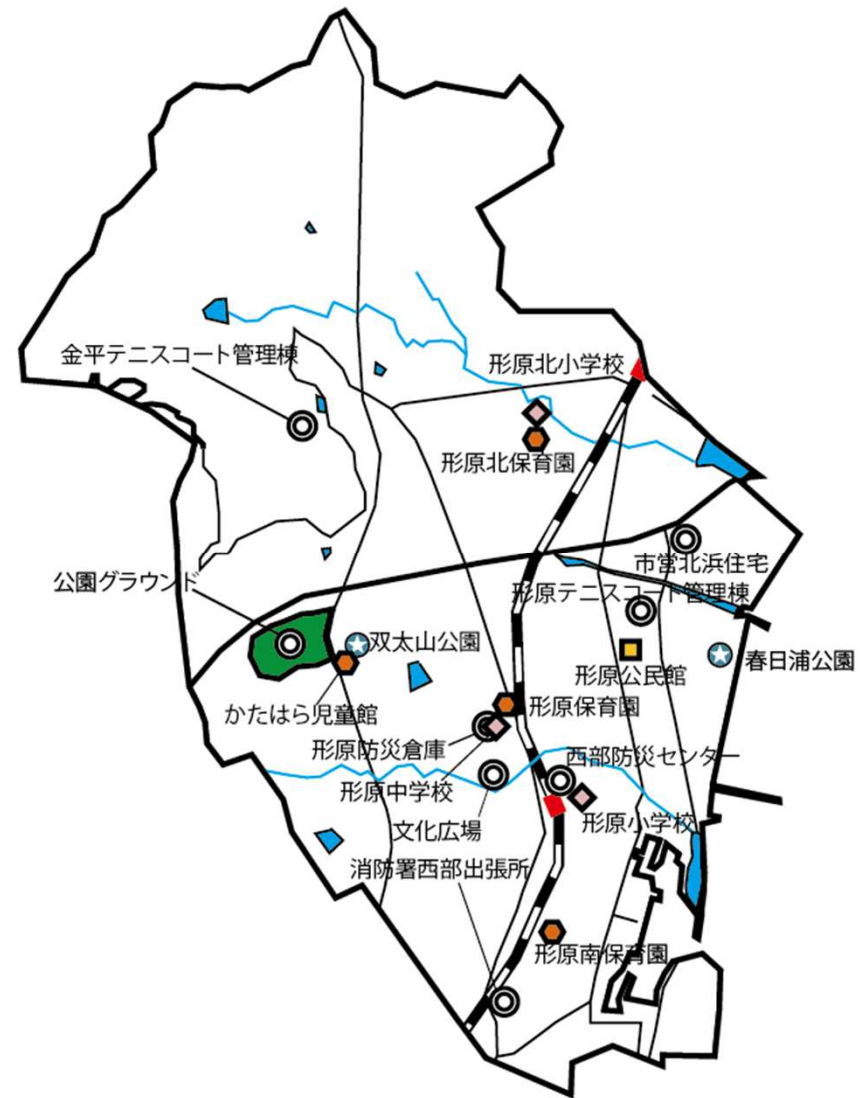 形原北小学校
金平テニスコート管理棟
形原北保育園
市営北浜住宅
公園グラウンド
形原テニスコート管理棟
双太山公園
形原公民館
春日浦公園
かたはら児童館
形原保育園
形原防災倉庫
西部防災センター
形原中学校
文化広場
形原小学校
消防署西部出張所
形原南保育園